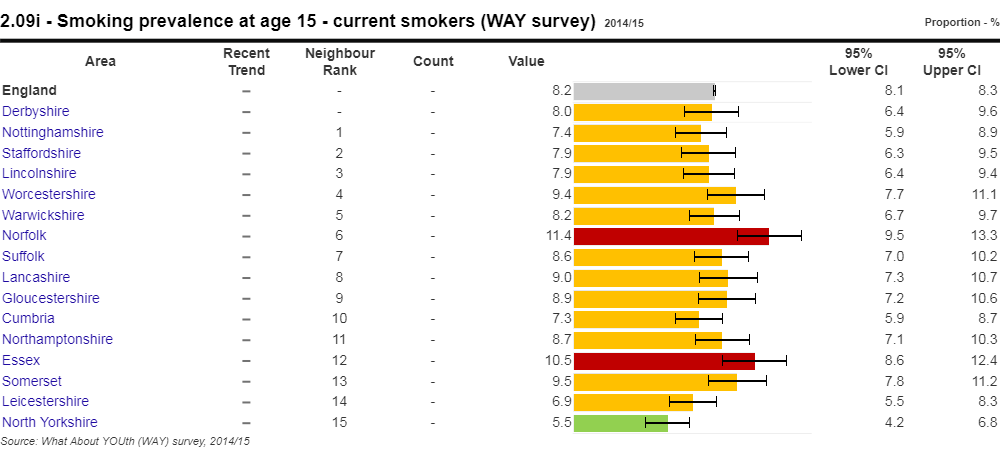 2.09i - Smoking prevalence at age 15 - current smokers (WAY survey) 2014/15 Proportion - %
Area Recent Trend Neighbour Rank Count Value 95% Lower CI 95% Upper CI
England – - - 8.2 8.1 8.3
Derbyshire – - - 8.0 6.4 9.6
Nottinghamshire – 1 - 7.4 5.9 8.9
Staffordshire – 2 - 7.9 6.3 9.5
Lincolnshire – 3 - 7.9 6.4 9.4
Worcestershire – 4 - 9.4 7.7 11.1
Warwickshire – 5 - 8.2 6.7 9.7
Norfolk – 6 - 11.4 9.5 13.3
Suffolk – 7 - 8.6 7.0 10.2
Lancashire – 8 - 9.0 7.3 10.7
Gloucestershire – 9 - 8.9 7.2 10.6
Cumbria – 10 - 7.3 5.9 8.7
Northamptonshire – 11 - 8.7 7.1 10.3
Essex – 12 - 10.5 8.6 12.4
Somerset – 13 - 9.5 7.8 11.2
Leicestershire – 14 - 6.9 5.5 8.3
North Yorkshire – 15 - 5.5 4.2 6.8
Source: What About YOUth (WAY) survey, 2014/15